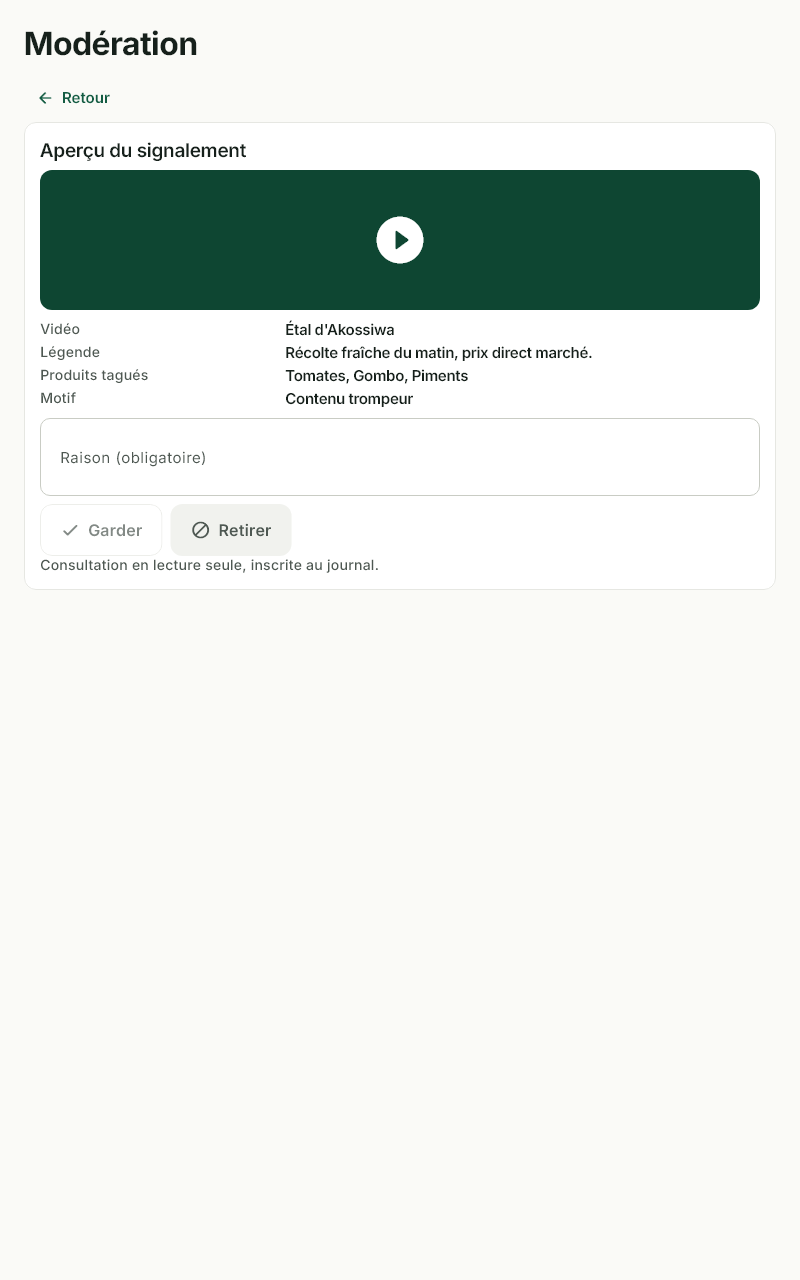 Modération
Retour
Aperçu du signalement
Vidéo Étal d'Akossiwa
Légende Récolte fraîche du matin, prix direct marché.
Produits tagués Tomates, Gombo, Piments
Motif Contenu trompeur
Raison (obligatoire)
Garder Retirer
Consultation en lecture seule, inscrite au journal.